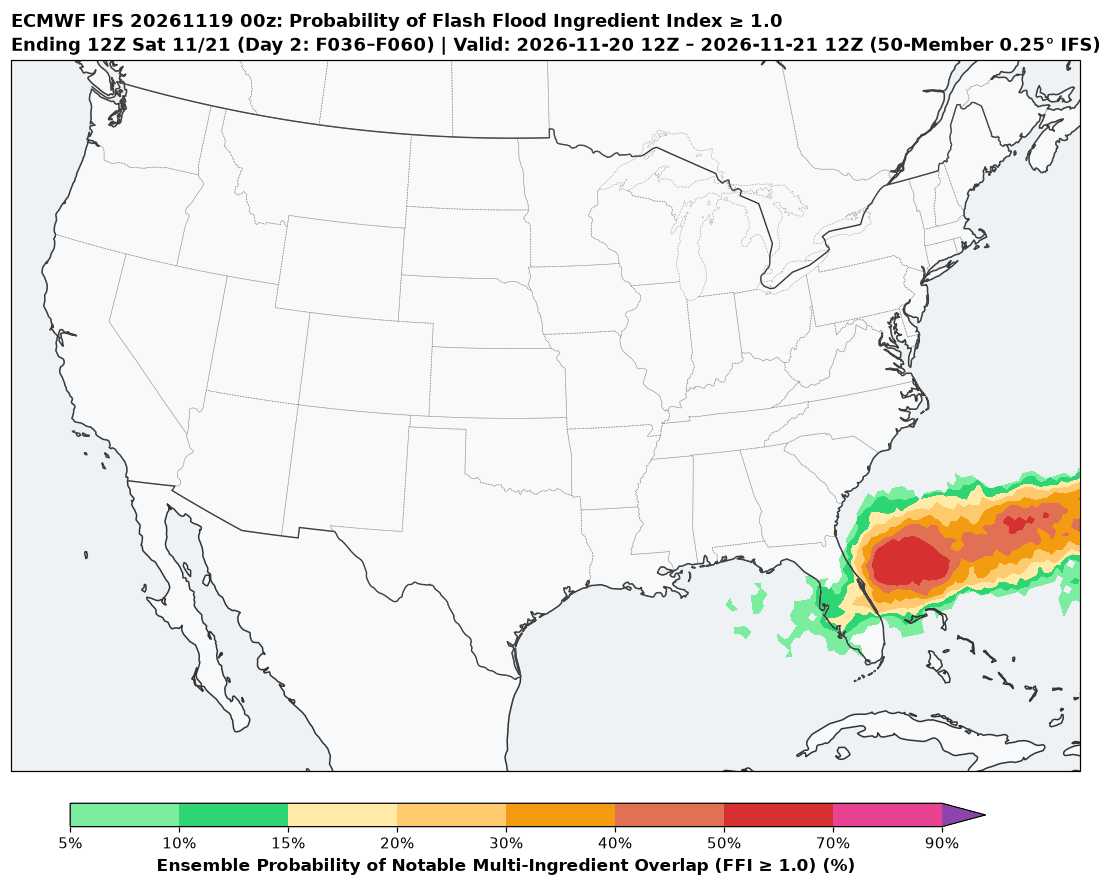 ECMWF IFS 20261119 00z: Probability of Flash Flood Ingredient Index ≥ 1.0
Ending 12Z Sat 11/21 (Day 2: F036–F060) | Valid: 2026-11-20 12Z – 2026-11-21 12Z (50-Member 0.25° IFS)
5% 10% 15% 20% 30% 40% 50% 70% 90%
Ensemble Probability of Notable Multi-Ingredient Overlap (FFI ≥ 1.0) (%)